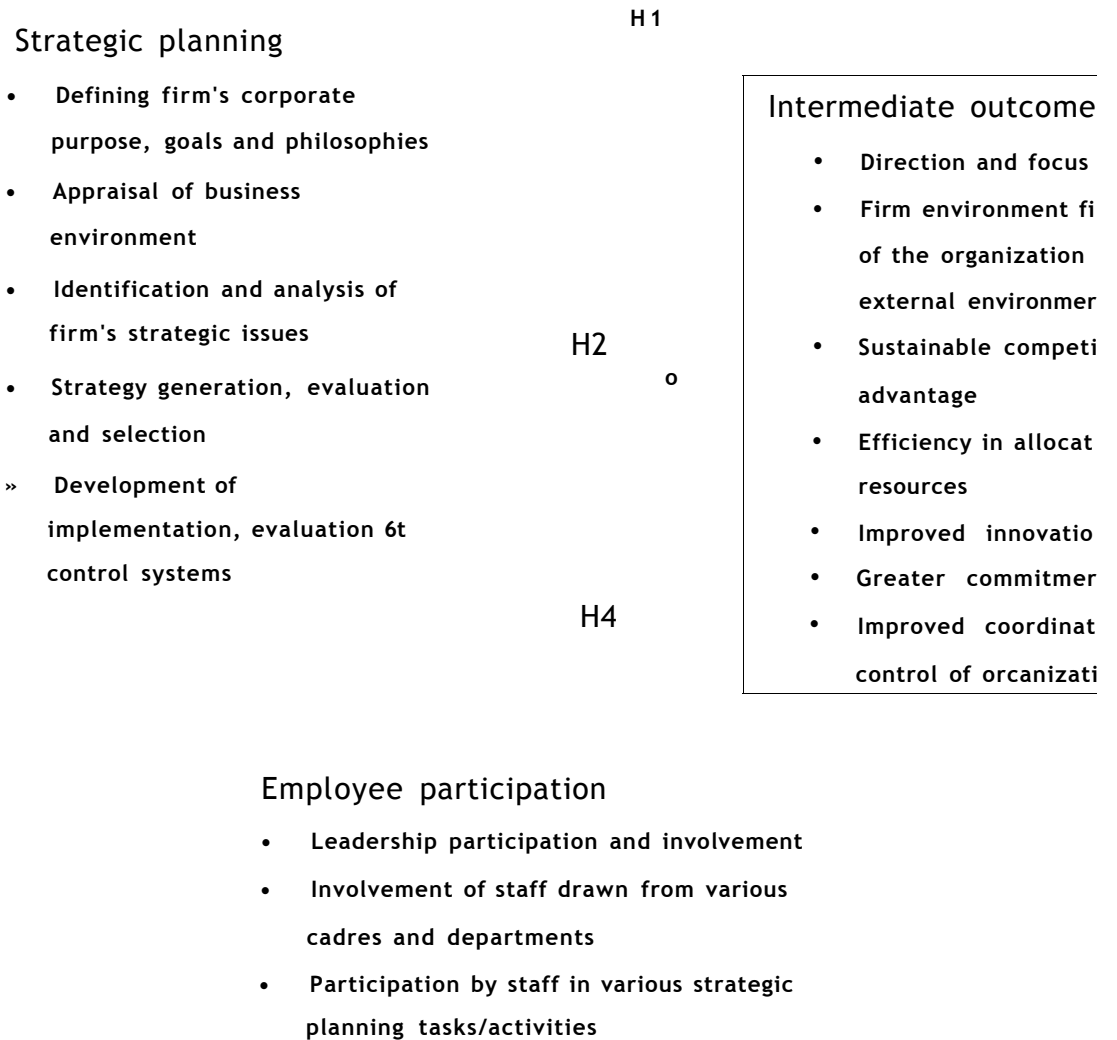 H 1
Strategic planning
• Defining firm's corporate
purpose, goals and philosophies
• Appraisal of business
environment
• Identification and analysis of
firm's strategic issues
• Strategy generation, evaluation
and selection
» Development of
implementation, evaluation 6t
control systems
H2
o
H4
Intermediate outcome
• Direction and focus
• Firm environment fi
of the organization
external environmer
• Sustainable competi
advantage
• Efficiency in allocat
resources
• Improved innovatio
• Greater commitmer
• Improved coordinat
control of orcanizati
Employee participation
• Leadership participation and involvement
• Involvement of staff drawn from various
cadres and departments
• Participation by staff in various strategic
planning tasks/activities